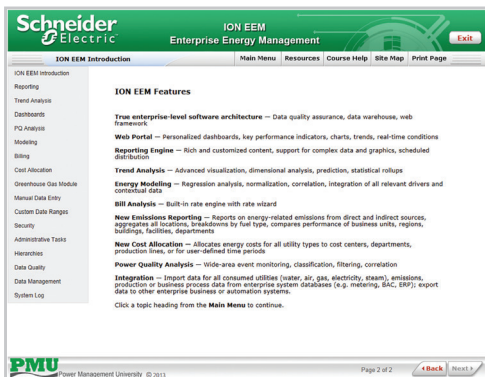 Schneider
Electric
ION EEM
Enterprise Energy Management
Exit
ION EEM Introduction
Main Menu
Resources
Course Help
Site Map
Print Page
ION EEM Introduction
Reporting
Trend Analysis
Dashboards
PQ Analysis
Modeling
Billing
Cost Allocation
Greenhouse Gas Module
Manual Data Entry
Custom Date Ranges
Security
Administrative Tasks
Hierarchies
Data Quality
Data Management
System Log
ION EEM Features
True enterprise-level software architecture — Data quality assurance, data warehouse, web
framework
Web Portal — Personalized dashboards, key performance indicators, charts, trends, real-time conditions
Reporting Engine — Rich and customized content, support for complex data and graphics, scheduled
distribution
Trend Analysis — Advanced visualization, dimensional analysis, prediction, statistical rollups
Energy Modeling — Regression analysis, normalization, correlation, integration of all relevant drivers and
contextual data
Bill Analysis — Built-in rate engine with rate wizard
New Emissions Reporting — Reports on energy-related emissions from direct and indirect sources,
aggregates all locations, breakdowns by fuel type, compares performance of business units, regions,
buildings, facilities, departments
New Cost Allocation — Allocates energy costs for all utility types to cost centers, departments,
production lines, or for user-defined time periods
Power Quality Analysis — Wide-area event monitoring, classification, filtering, correlation
Integration — Import data for all consumed utilities (water, air, gas, electricity, steam), emissions,
production or business process data from enterprise system databases (e.g. metering, BAC, ERP); export
data to other enterprise business or automation systems.
Click a topic heading from the Main Menu to continue.
PMU
Power Management University © 2013
Page 2 of 2
Back
Next